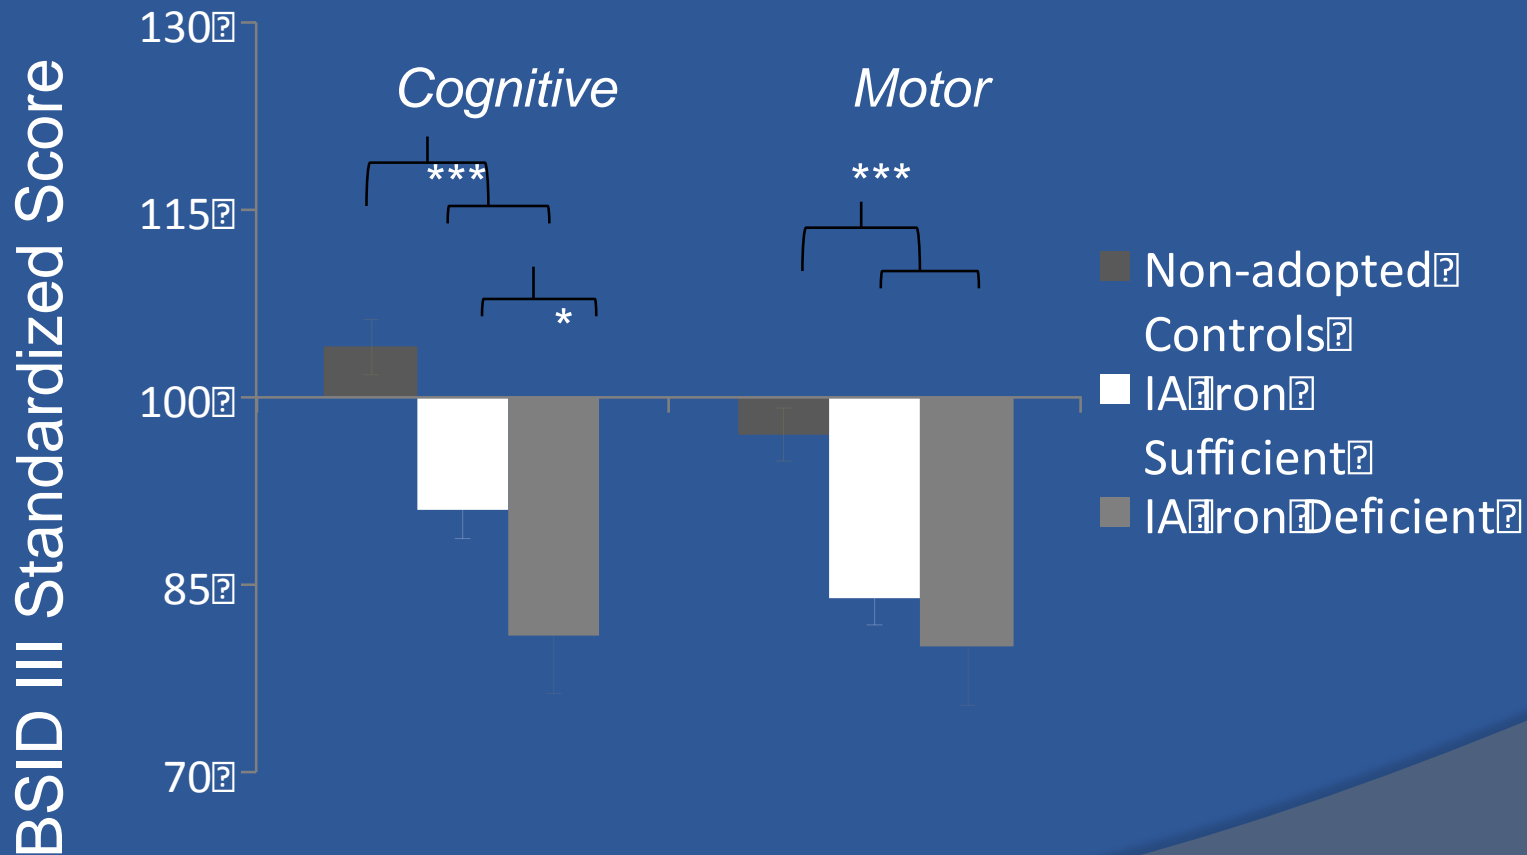 BSID III Standardized Score
130
Cognitive
Motor
***
***
115
*
100
85
70
Non-adopted
Controls
IA Iron
Sufficient
IA Iron Deficient